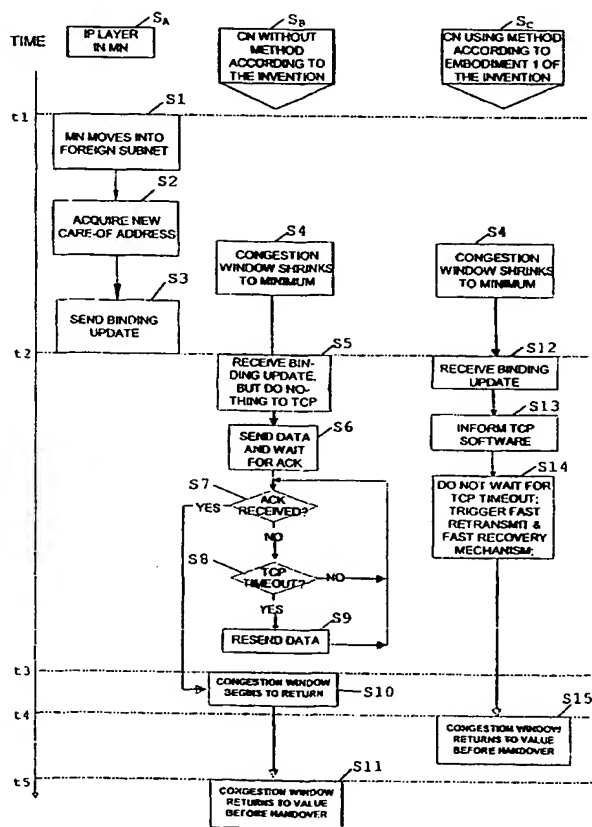 TIME
SA
IP LAYER
IN MN
SB
CN WITHOUT
METHOD
ACCORDING TO
THE INVENTION
SC
CN USING METHOD
ACCORDING TO
EMBODIMENT 1 OF
THE INVENTION
t1
S1
MN MOVES INTO
FOREIGN SUBNET
S2
ACQUIRE NEW
CARE-OF ADDRESS
S3
SEND BINDING
UPDATE
S4
CONGESTION
WINDOW SHRINKS
TO MINIMUM
S4
CONGESTION
WINDOW SHRINKS
TO MINIMUM
t2
S5
RECEIVE BIN-
DING UPDATE,
BUT DO NO-
THING TO TCP
S12
RECEIVE BINDING
UPDATE
S6
SEND DATA
AND WAIT
FOR ACK
S13
INFORM TCP
SOFTWARE
S7
ACK
RECEIVED?
YES
NO
S14
DO NOT WAIT FOR
TCP TIMEOUT;
TRIGGER FAST
RETRANSMIT &
FAST RECOVERY
MECHANISM;
S8
TCP
TIMEOUT?
NO
YES
S9
RESEND DATA
t3
CONGESTION WINDOW
BEGINS TO RETURN
S10
t4
S15
CONGESTION WINDOW
RETURNS TO VALUE
BEFORE HANDOVER
t5
S11
CONGESTION WINDOW
RETURNS TO VALUE
BEFORE HANDOVER